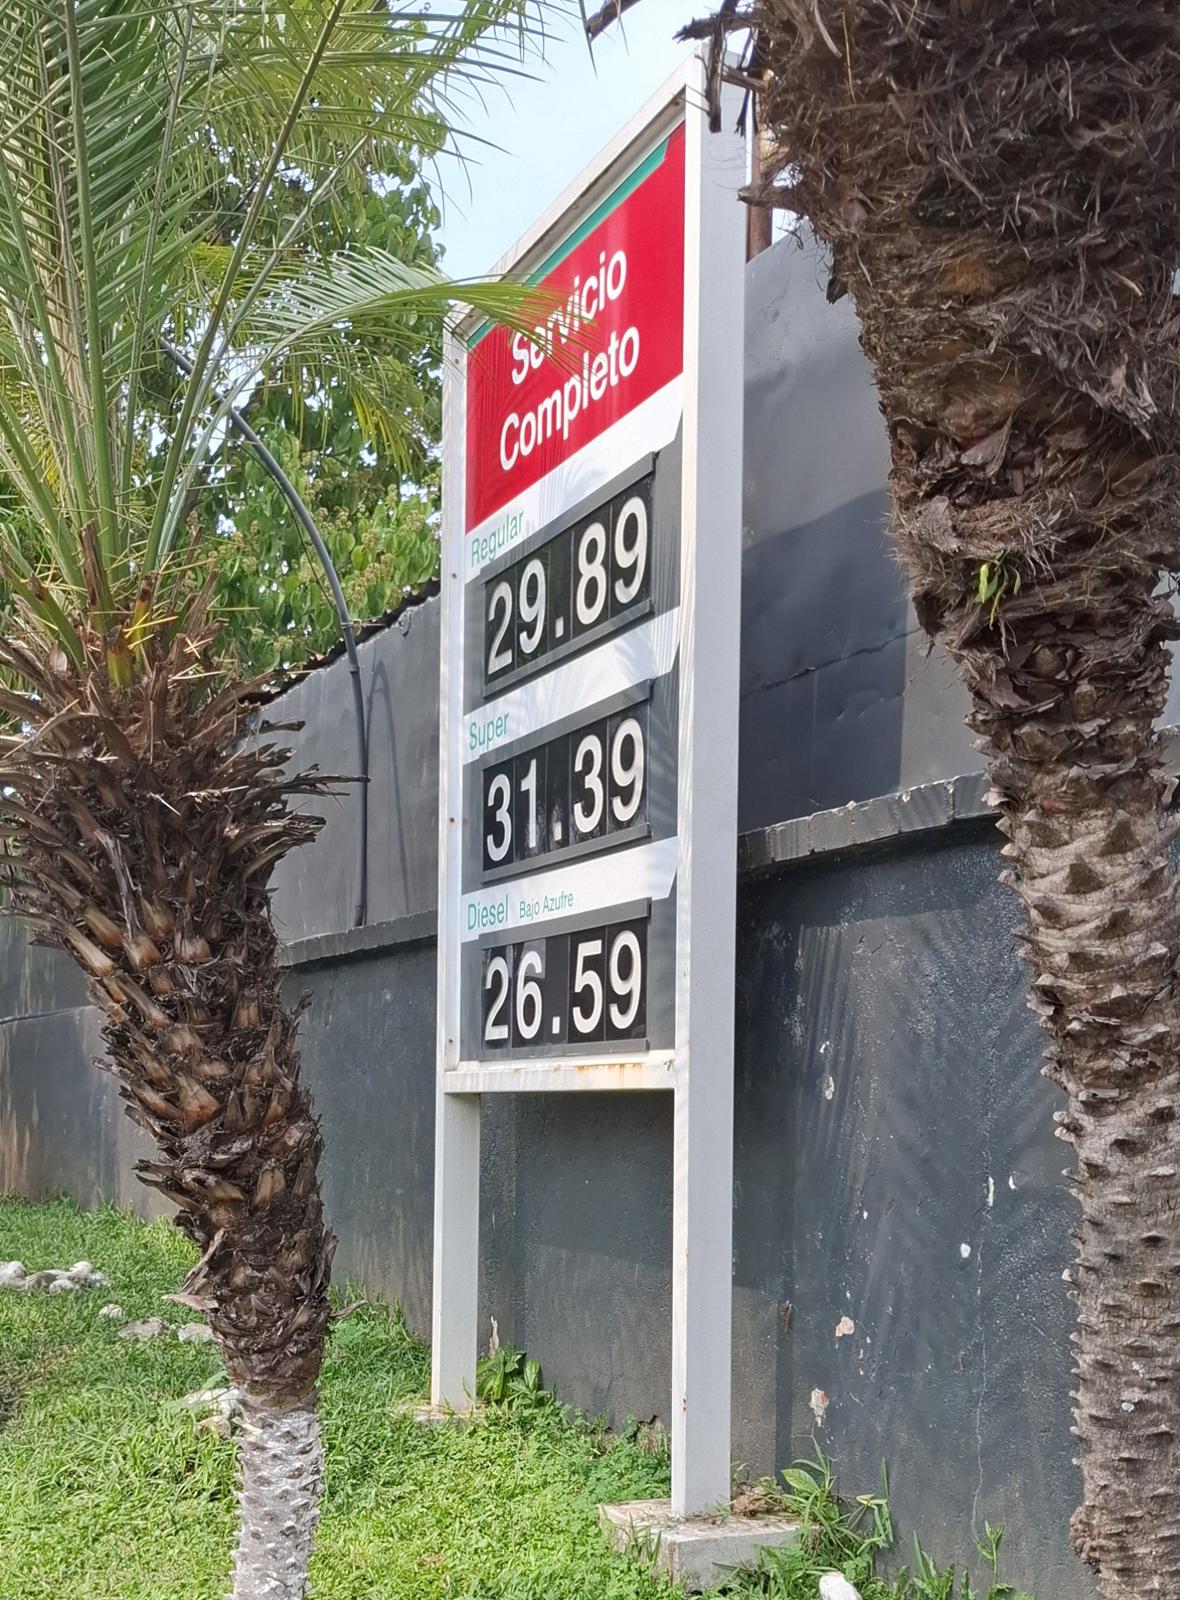 Servicio
Completo
Regular
29.89
Super
31.39
Diesel Bajo Azufre
26.59